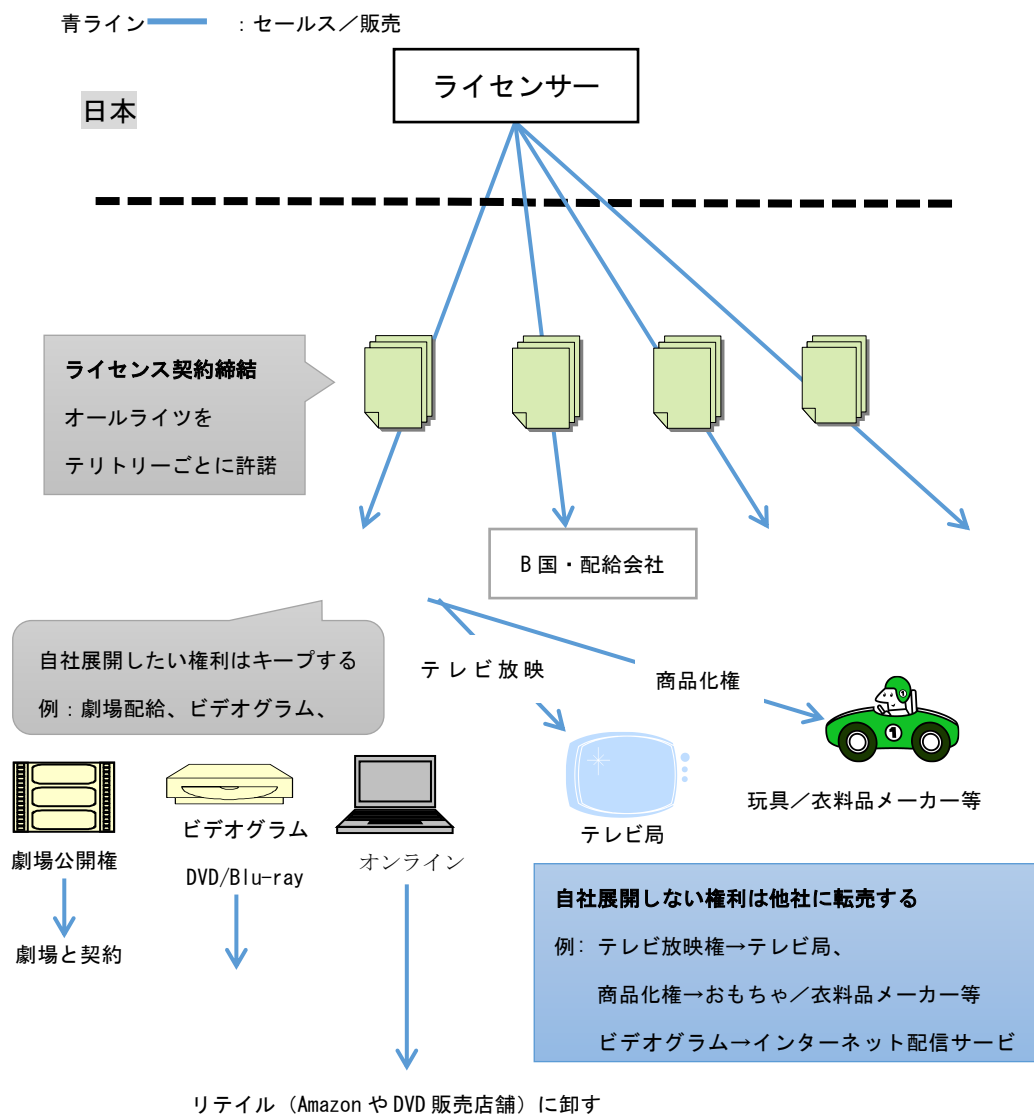 青ライン ：セールス／販売
ライセンサー
日本
ライセンス契約締結
オールライツを
テリトリーごとに許諾
B国・配給会社
自社展開したい権利はキープする
例：劇場配給、ビデオグラム、
テレビ放映
商品化権
1
1
玩具／衣料品メーカー等
テレビ局
ビデオグラム
DVD/Blu-ray
オンライン
劇場公開権
劇場と契約
自社展開しない権利は他社に転売する
例: テレビ放映権→テレビ局、
商品化権→おもちゃ／衣料品メーカー等
ビデオグラム→インターネット配信サービ
リテイル（AmazonやDVD販売店舗）に卸す